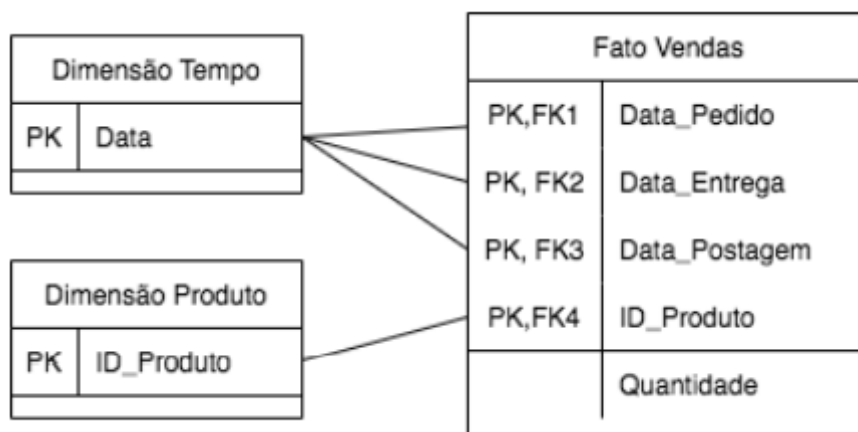 Dimensão Tempo
PK Data
Dimensão Produto
PK ID_Produto
Fato Vendas
PK,FK1 Data_Pedido
PK, FK2 Data_Entrega
PK, FK3 Data_Postagem
PK,FK4 ID_Produto
Quantidade